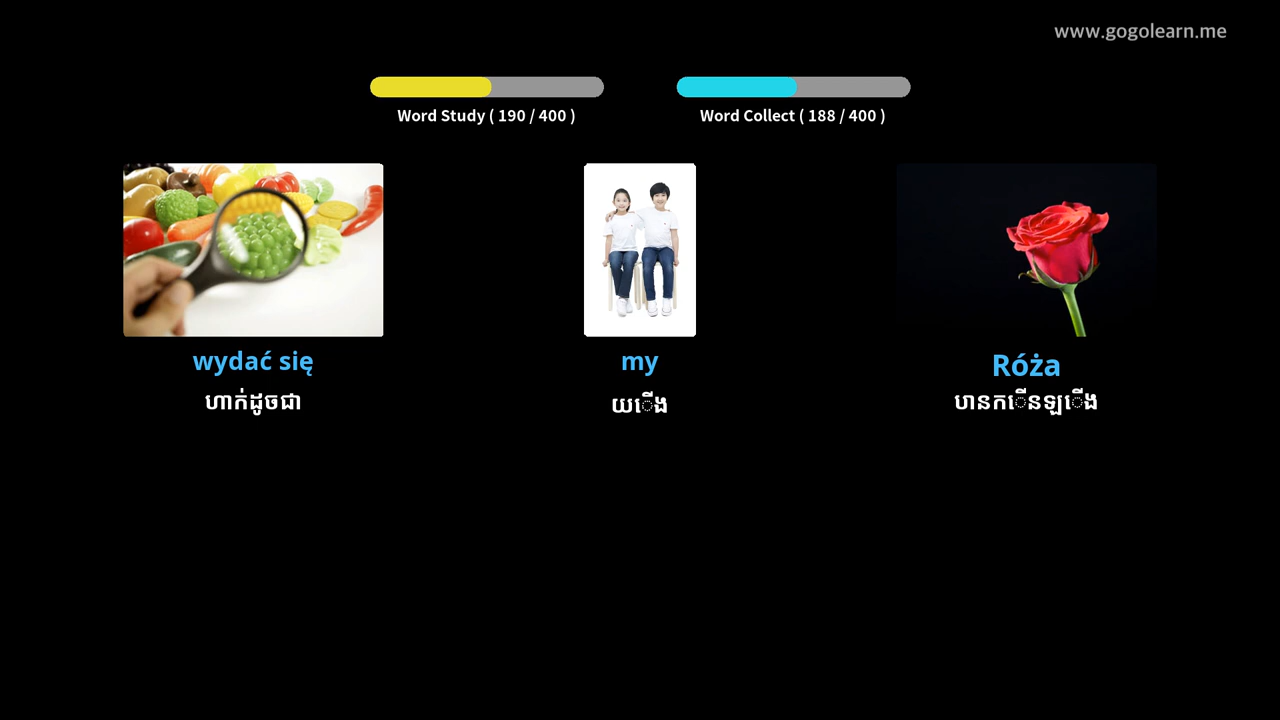 www.gogolearn.me
Word Study ( 190 / 400 )
Word Collect ( 188 / 400 )
wydać się
ហាក់ដូចជា
my
យើង
Róża
បានកើនឡើង